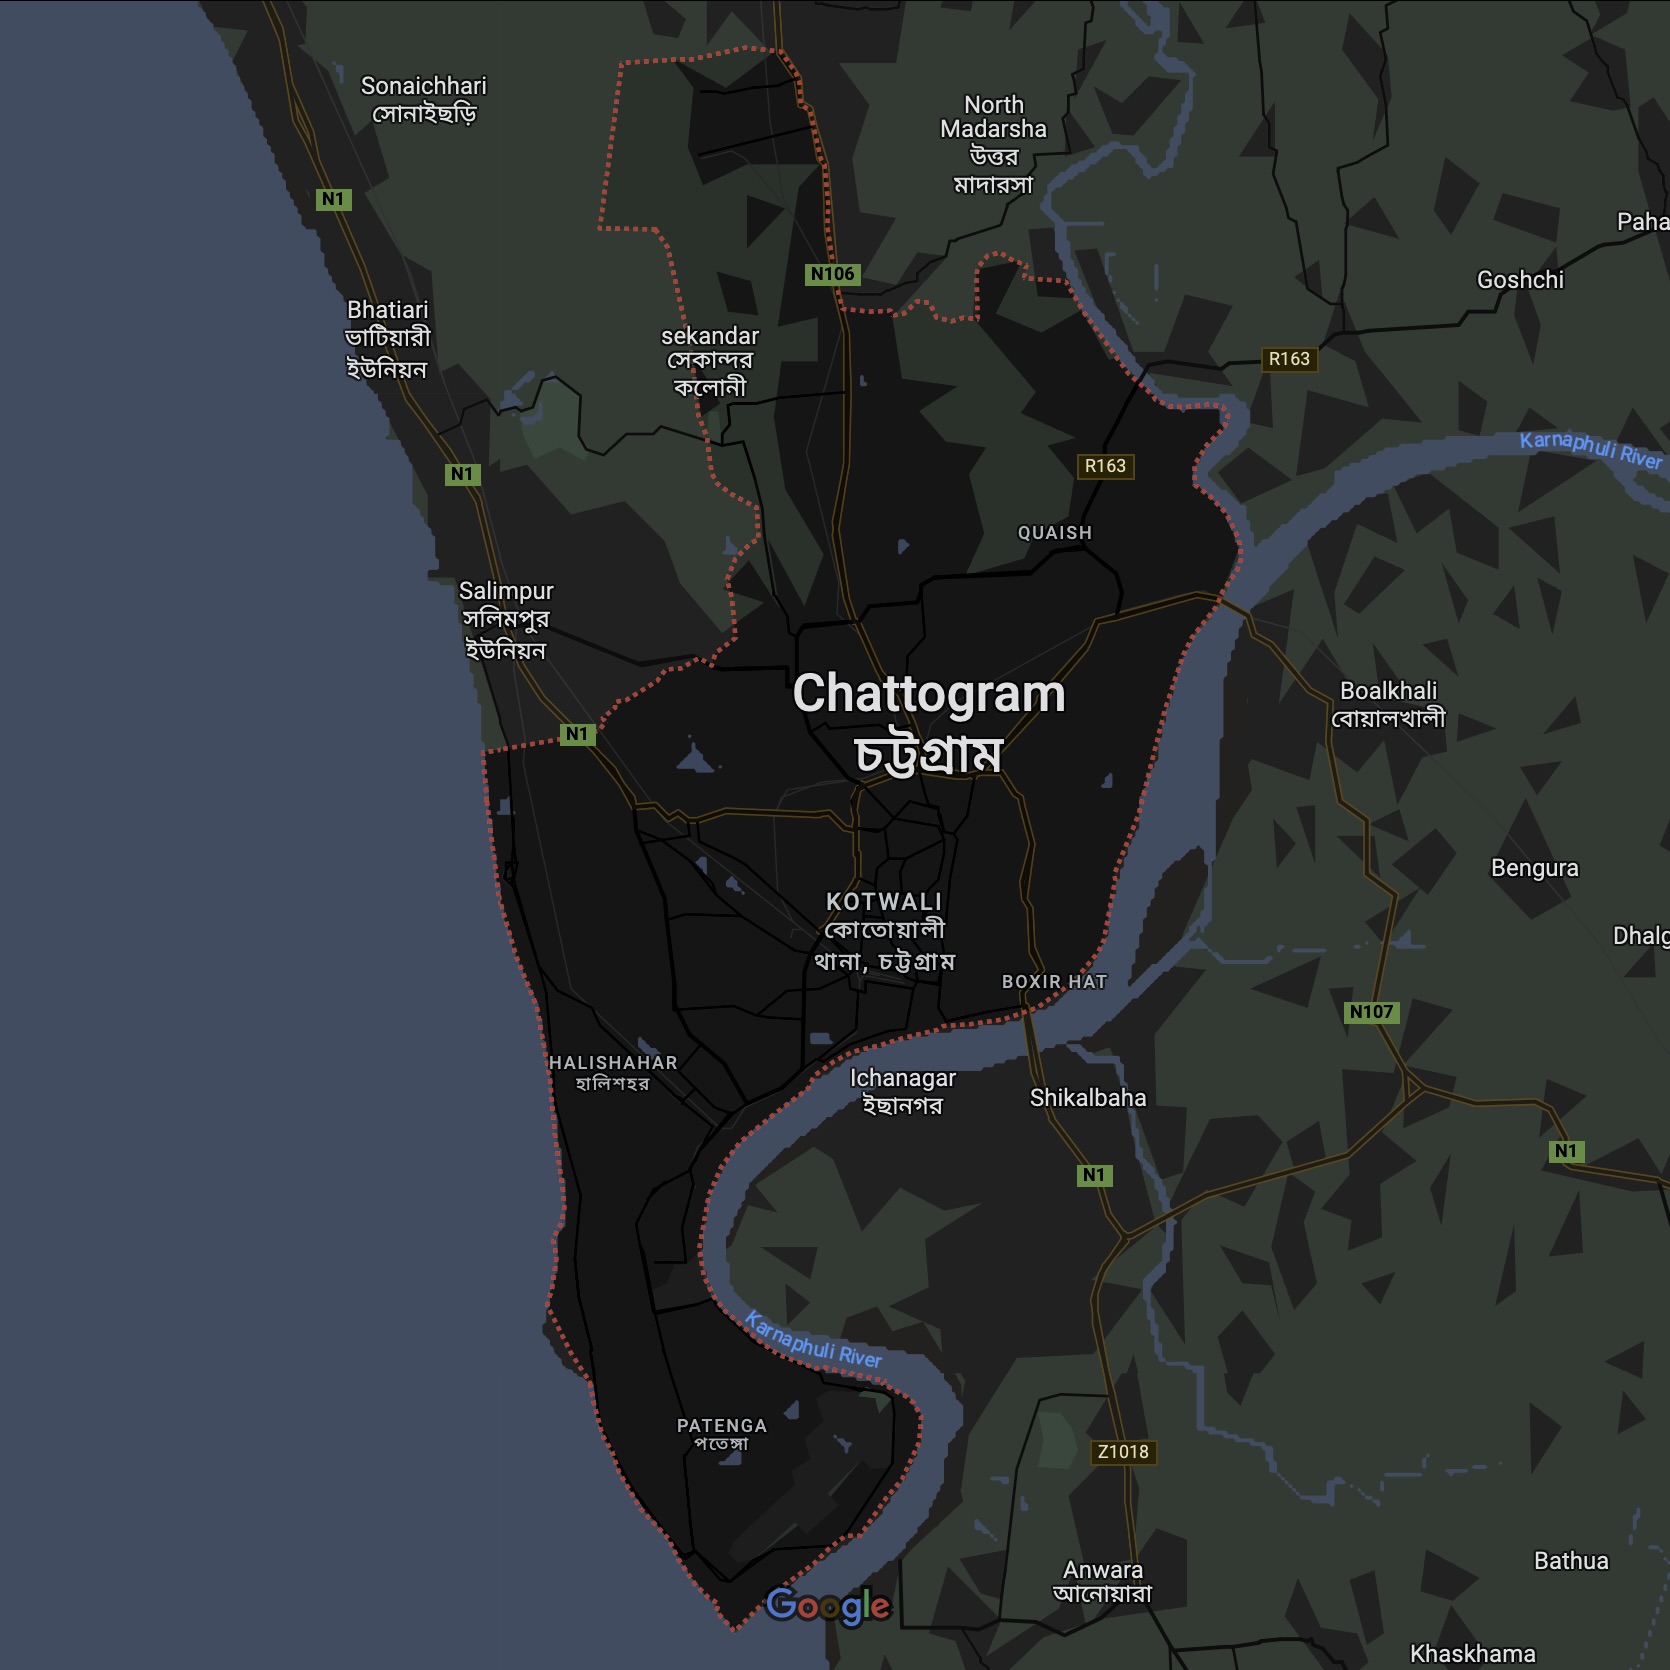 Sonaichhari
সোনাইছড়ি
North
Madarsha
উত্তর
মাদারসা
N1
Paha
N106
Goshchi
Bhatiari
ভাটিয়ারী
ইউনিয়ন
sekandar
সেকান্দর
কলোনী
R163
Karnaphuli River
R163
N1
QUAISH
Salimpur
সলিমপুর
ইউনিয়ন
Chattogram
চট্টগ্রাম
Boalkhali
বোয়ালখালী
N1
Bengura
KOTWALI
কোতোয়ালী
থানা, চট্টগ্রাম
Dhalg
BOXIR HAT
N107
HALISHAHAR
হালিশহর
Ichanagar
ইছানগর
Shikalbaha
N1
N1
Karnaphuli River
PATENGA
পতেঙ্গা
Z1018
Anwara
আনোয়ারা
Bathua
Google
Khaskhama